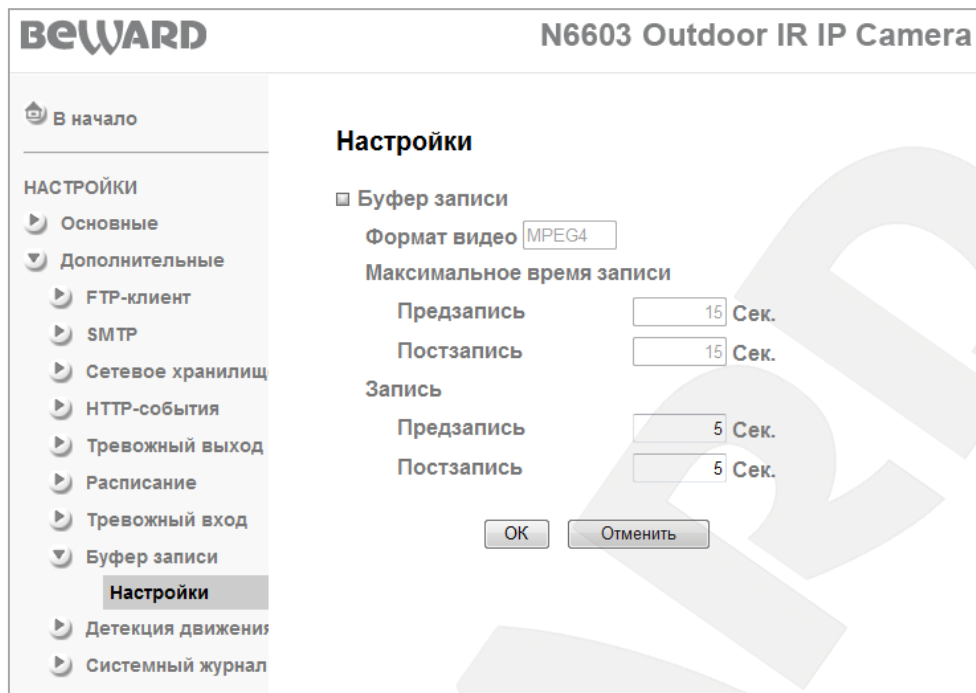 BEWARD
N6603 Outdoor IR IP Camera
В начало
НАСТРОЙКИ
Основные
Дополнительные
FTP-клиент
SMTP
Сетевое хранилищ
HTTP-события
Тревожный выход
Расписание
Тревожный вход
Буфер записи
Настройки
Детекция движения
Системный журнал
Настройки
Буфер записи
Формат видео MPEG4
Максимальное время записи
Предзапись 15 Сек.
Постзапись 15 Сек.
Запись
Предзапись 5 Сек.
Постзапись 5 Сек.
ОК Отменить